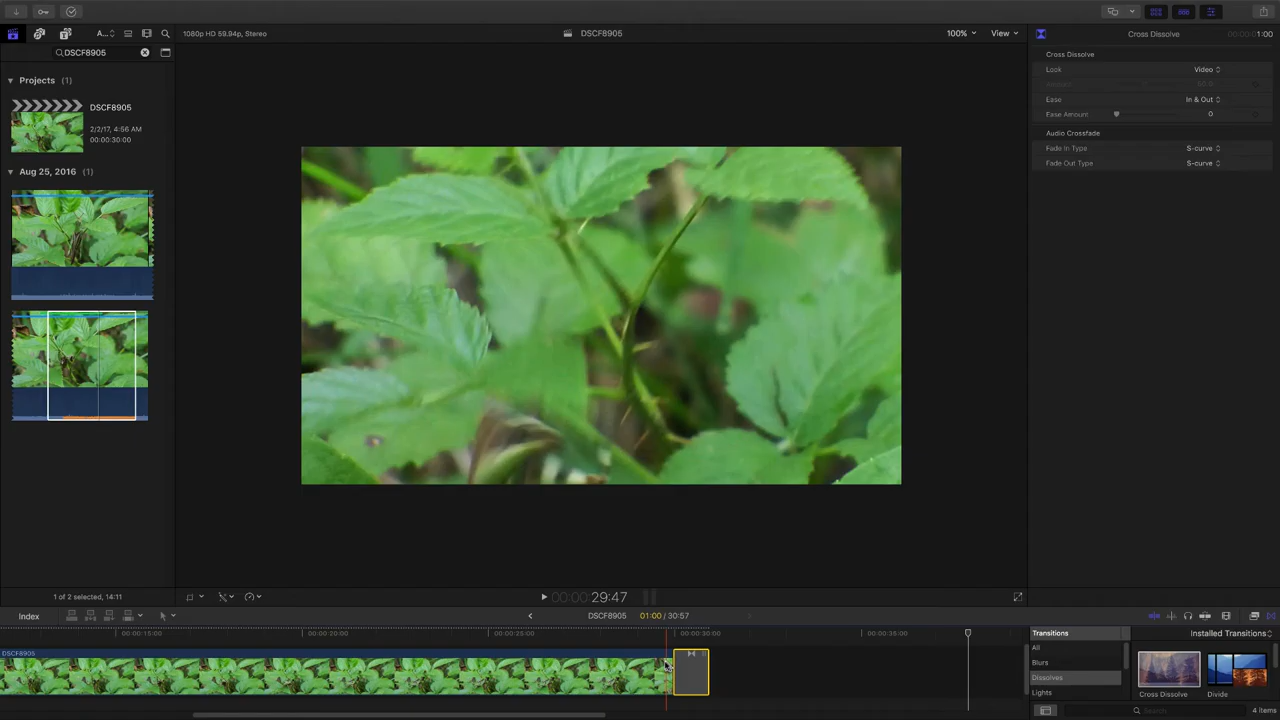 A...
1080p HD 59.94p, Stereo
DSCF8905
100%
View
Cross Dissolve
1:00
DSCF8905
Cross Dissolve
Look
Video
Projects (1)
DSCF8905
2/2/17, 4:56 AM
00:00:30:00
Ease
In & Out
Ease Amount
0
Audio Crossfade
Fade In Type
S-curve
Fade Out Type
S-curve
Aug 25, 2016 (1)
1 of 2 selected, 14:11
00:00:29:47
Index
DSCF8905
01:00 / 30:57
00:00:15:00
00:00:20:00
00:00:25:00
00:00:30:00
00:00:35:00
DSCF8905
Transitions
Installed Transitions
All
Blurs
Dissolves
Lights
Cross Dissolve
Divide
Search
4 items